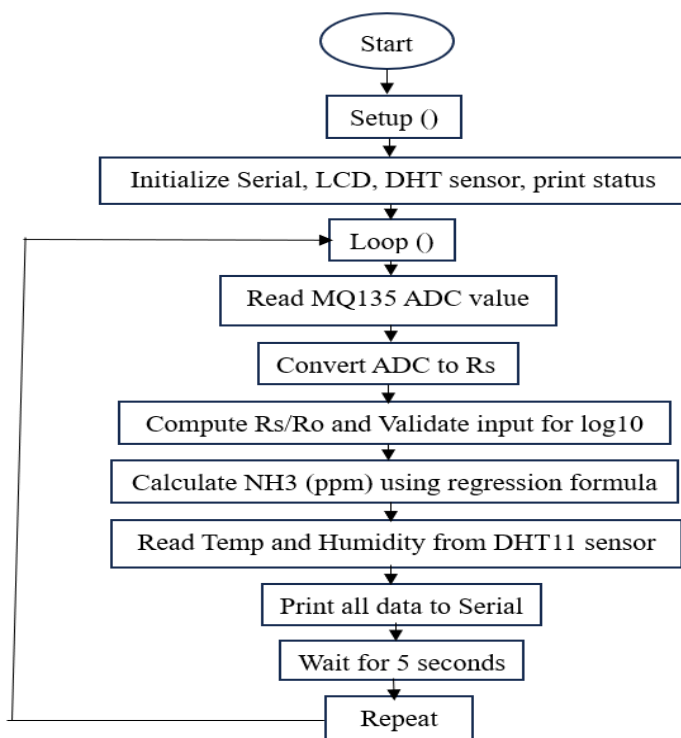 Start
Setup ()
Initialize Serial, LCD, DHT sensor, print status
Loop ()
Read MQ135 ADC value
Convert ADC to Rs
Compute Rs/Ro and Validate input for log10
Calculate NH3 (ppm) using regression formula
Read Temp and Humidity from DHT11 sensor
Print all data to Serial
Wait for 5 seconds
Repeat